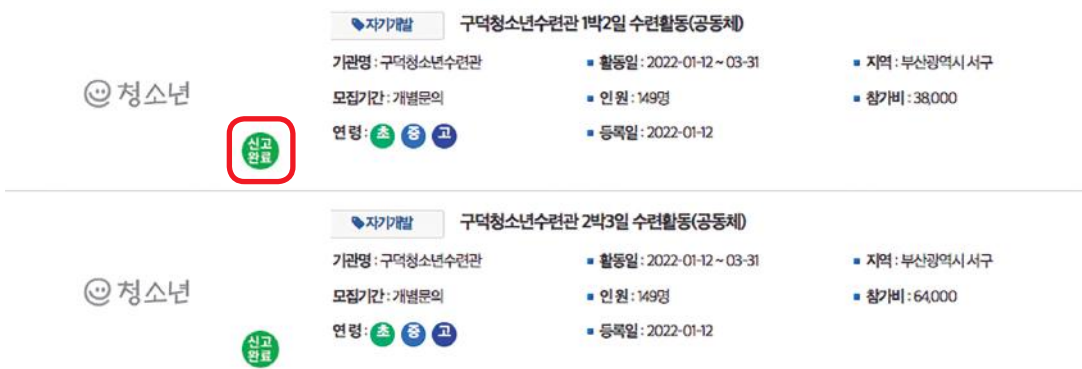 자기개발 구덕청소년수련관 1박2일 수련활동(공동체)
기관명 : 구덕청소년수련관 활동일 : 2022-01-12 ~ 03-31 지역 : 부산광역시 서구
청소년 모집기간 : 개별문의 인원 : 149명 참가비 : 38,000
연령 : 초 중 고 등록일 : 2022-01-12
신고
완료
자기개발 구덕청소년수련관 2박3일 수련활동(공동체)
기관명 : 구덕청소년수련관 활동일 : 2022-01-12 ~ 03-31 지역 : 부산광역시 서구
청소년 모집기간 : 개별문의 인원 : 149명 참가비 : 64,000
연령 : 초 중 고 등록일 : 2022-01-12
신고
완료